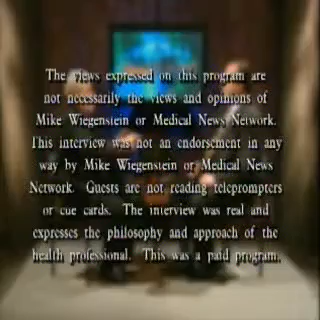 The views expressed on this program are
not necessarily the views and opinions of
Mike Wiegenstein or Medical News Network.
This interview was not an endorsement in any
way by Mike Wiegenstein or Medical News
Network. Guests are not reading teleprompters
or cue cards. The interview was real and
expresses the philosophy and approach of the
health professional. This was a paid program.